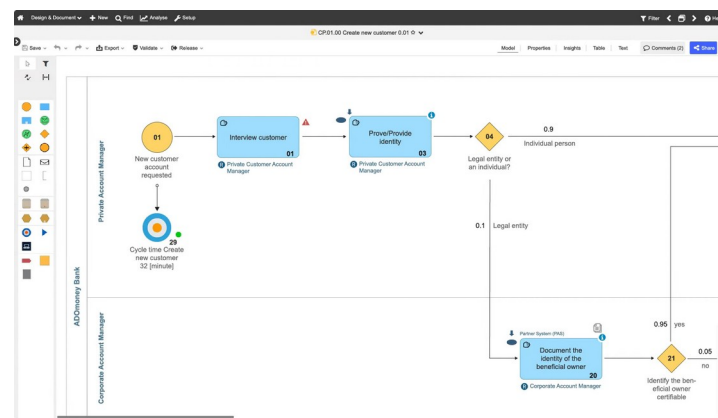 Design & Document
New
Find
Analyse
Setup
Filter
CP.01.00 Create new customer 0.01
Save
Export
Validate
Release
Model
Properties
Insights
Table
Text
Comments (2)
Share
ADOmoney Bank
Private Account Manager
01
New customer
account
requested
Interview customer
01
R Private Customer Account
Manager
Prove/Provide
identity
03
R Private Customer Account
Manager
04
Legal entity or
an individual?
0.9
Individual person
29
Cycle time Create
new customer
32 [minute]
0.1 Legal entity
Corporate Account Manager
Partner System (PAS)
Document the
identity of the
beneficial owner
20
R Corporate Account Manager
0.95 yes
21
0.05
no
Identify the ben-
eficial owner
certifiable